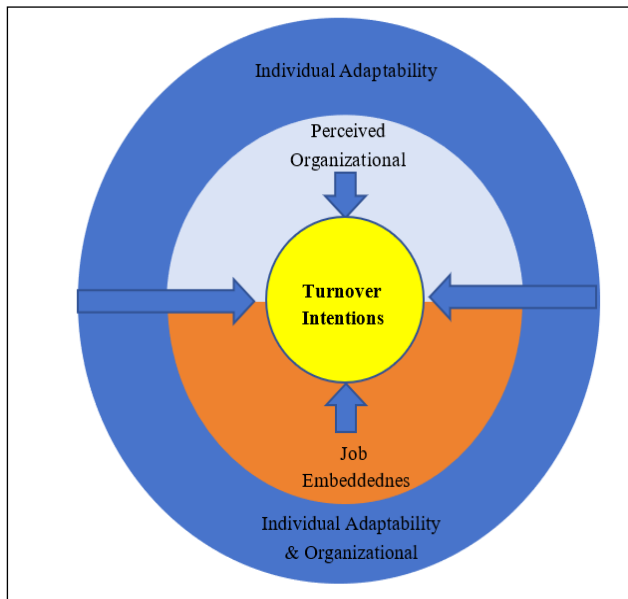 Individual Adaptability
Perceived
Organizational
Turnover
Intentions
Job
Embeddednes
Individual Adaptability
& Organizational